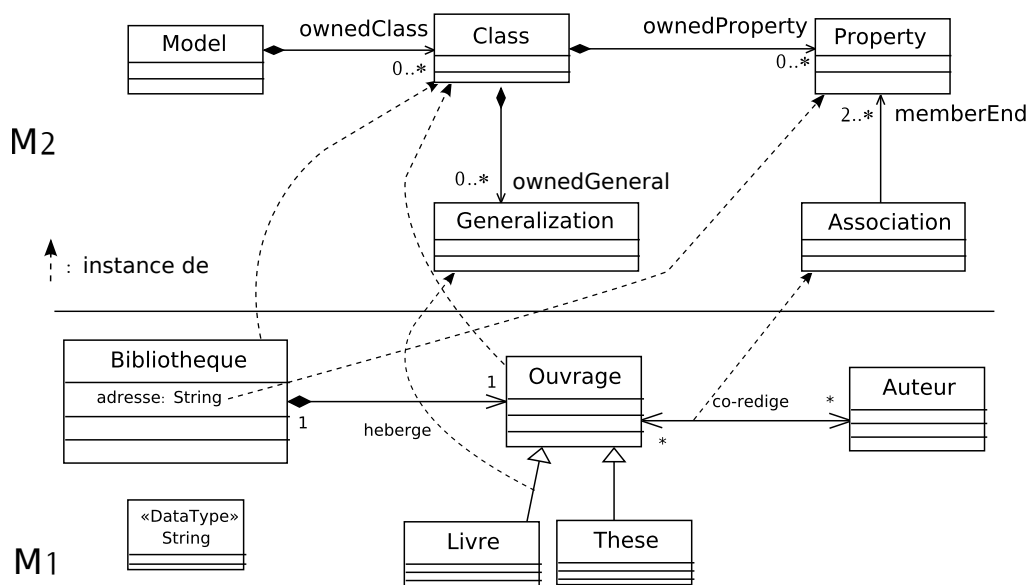 Model
ownedClass
0..*
Class
ownedProperty
0..*
Property
M2
2..*
memberEnd
0..*
ownedGeneral
Generalization
Association
: instance de
Bibliotheque
adresse: String
1
1
heberge
Ouvrage
co-redige
*
*
Auteur
«DataType»
String
Livre
These
M1